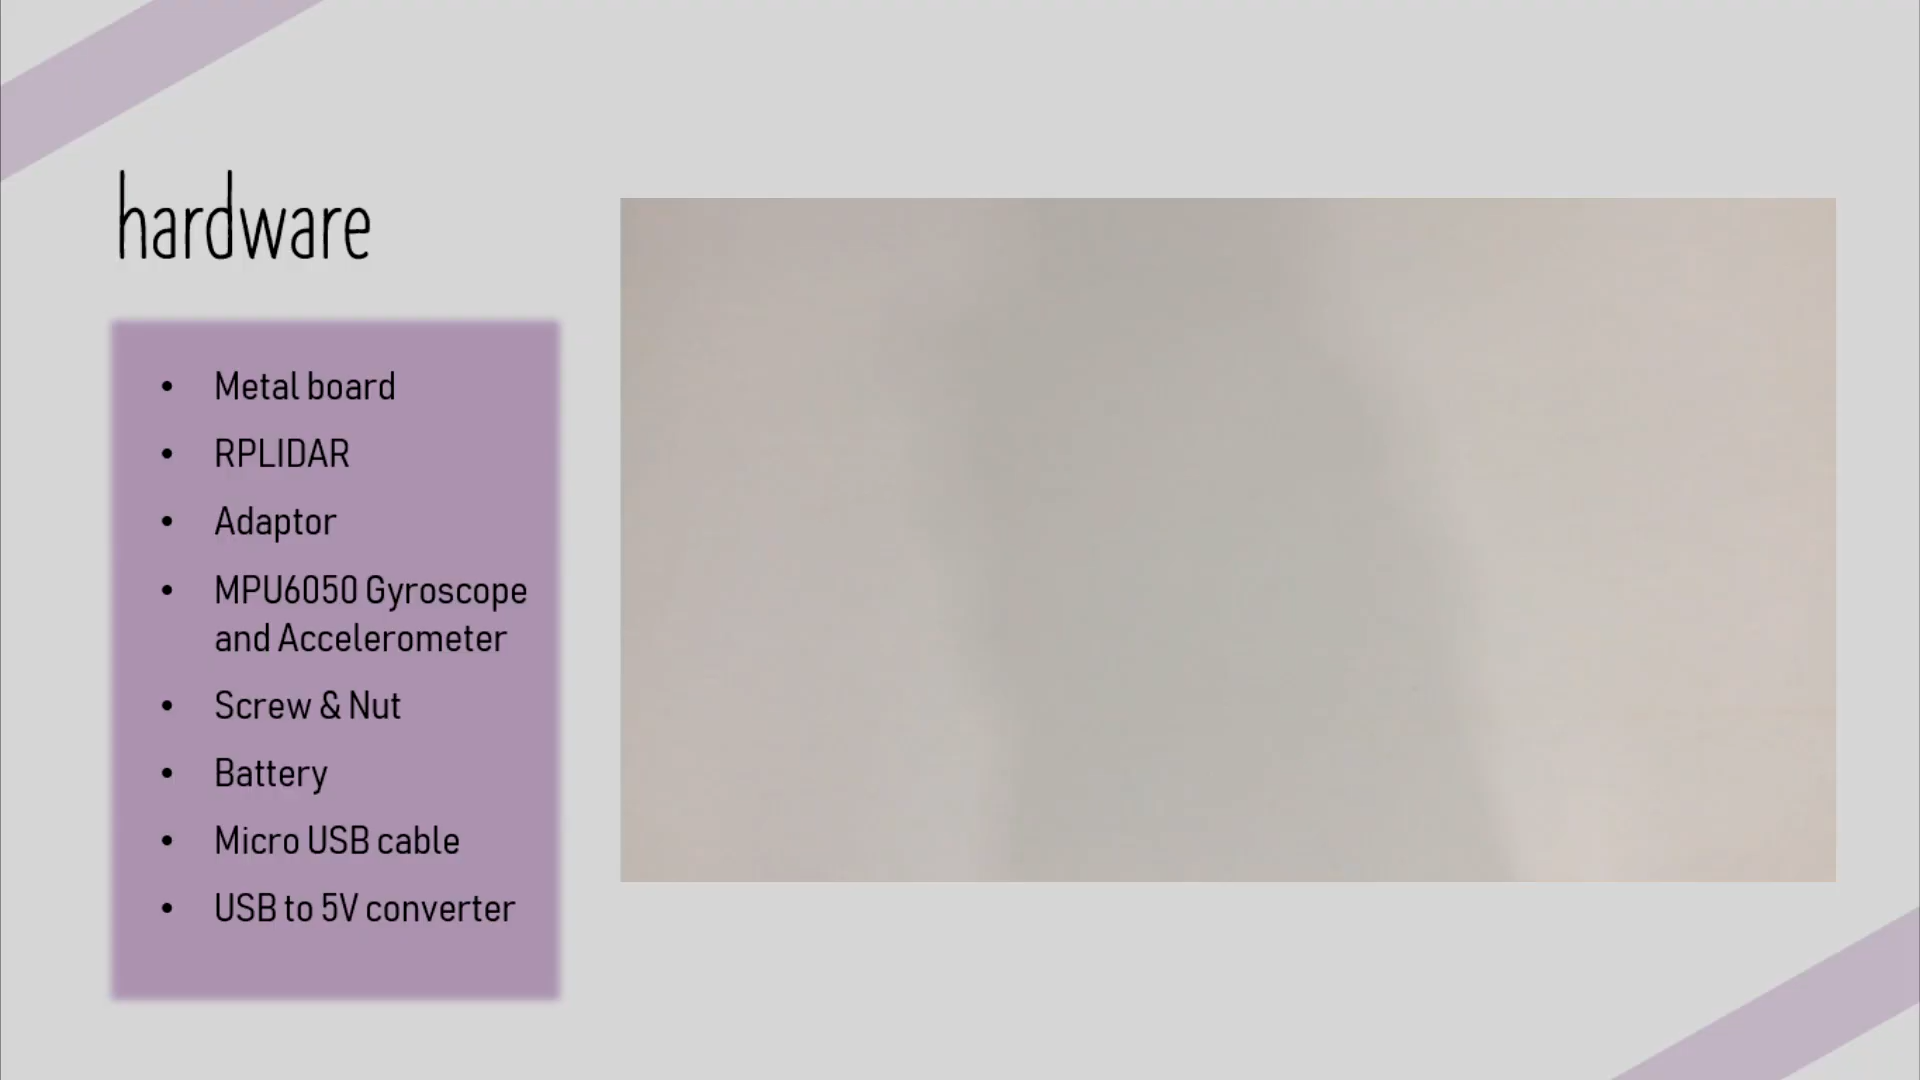 hardware
• Metal board
• RPLIDAR
• Adaptor
• MPU6050 Gyroscope
and Accelerometer
• Screw & Nut
• Battery
• Micro USB cable
• USB to 5V converter